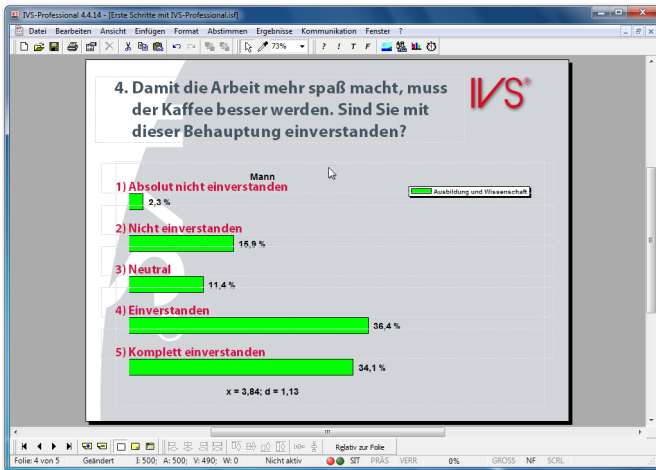 IVS-Professional 4.4.14 - [Erste Schritte mit IVS-Professional.isf]
Datei Bearbeiten Ansicht Einfügen Format Abstimmen Ergebnisse Kommunikation Fenster ?
73% ? ! T F
4. Damit die Arbeit mehr spaß macht, muss
der Kaffee besser werden. Sind Sie mit
dieser Behauptung einverstanden?
IVS®
Mann
Ausbildung und Wissenschaft
1) Absolut nicht einverstanden
2,3 %
2) Nicht einverstanden
15,9 %
3) Neutral
11,4 %
4) Einverstanden
36,4 %
5) Komplett einverstanden
34,1 %
x = 3,84; d = 1,13
Relativ zur Folie
Folie: 4 von 5 Geändert I: 500; A: 500; V: 490; W: 0 Nicht aktiv SIT PRÄS VERR 0% GROSS NF SCRL